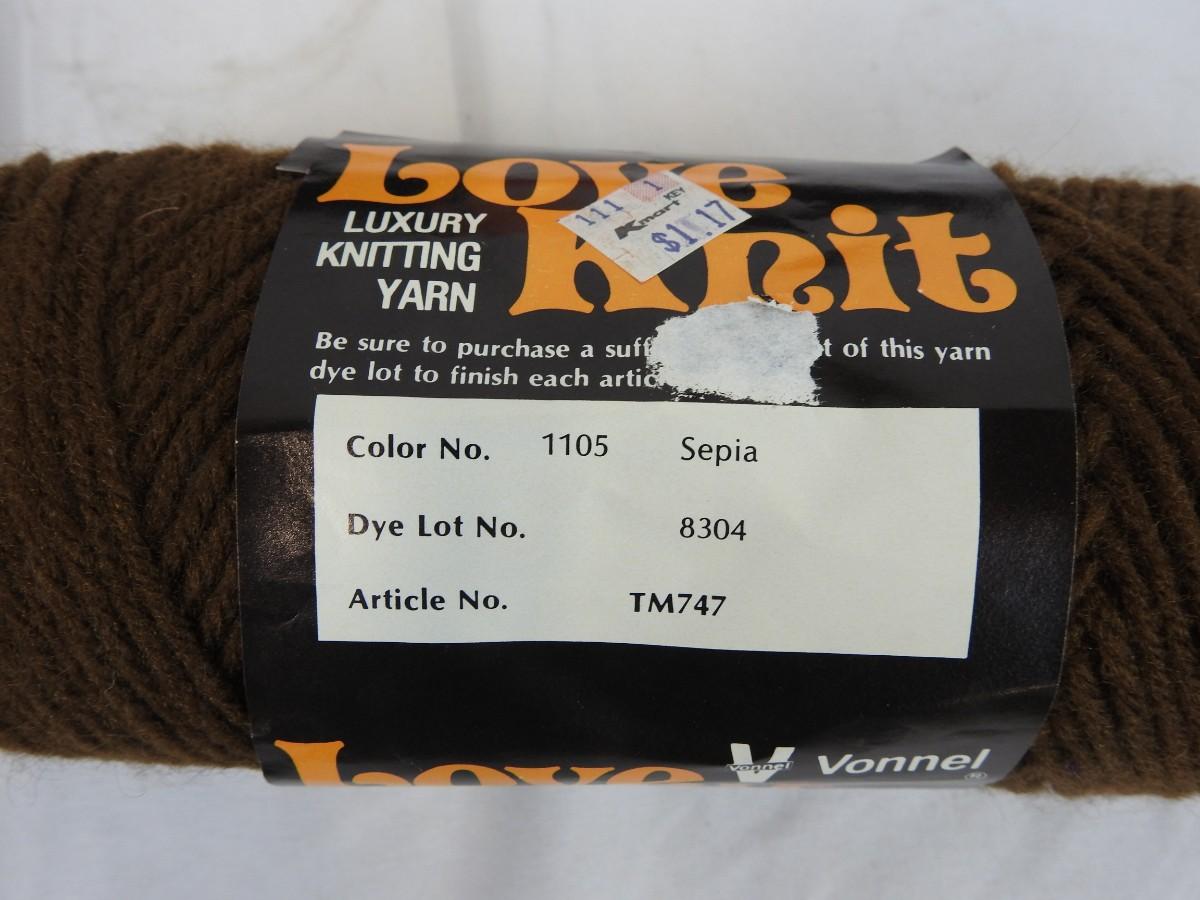 Love
Knit
LUXURY
KNITTING
YARN
111 1 KEY
Kmart
$1.17
Be sure to purchase a suff t of this yarn
dye lot to finish each artic
Color No. 1105 Sepia
Dye Lot No. 8304
Article No. TM747
Love
V
vonnel
Vonnel ®